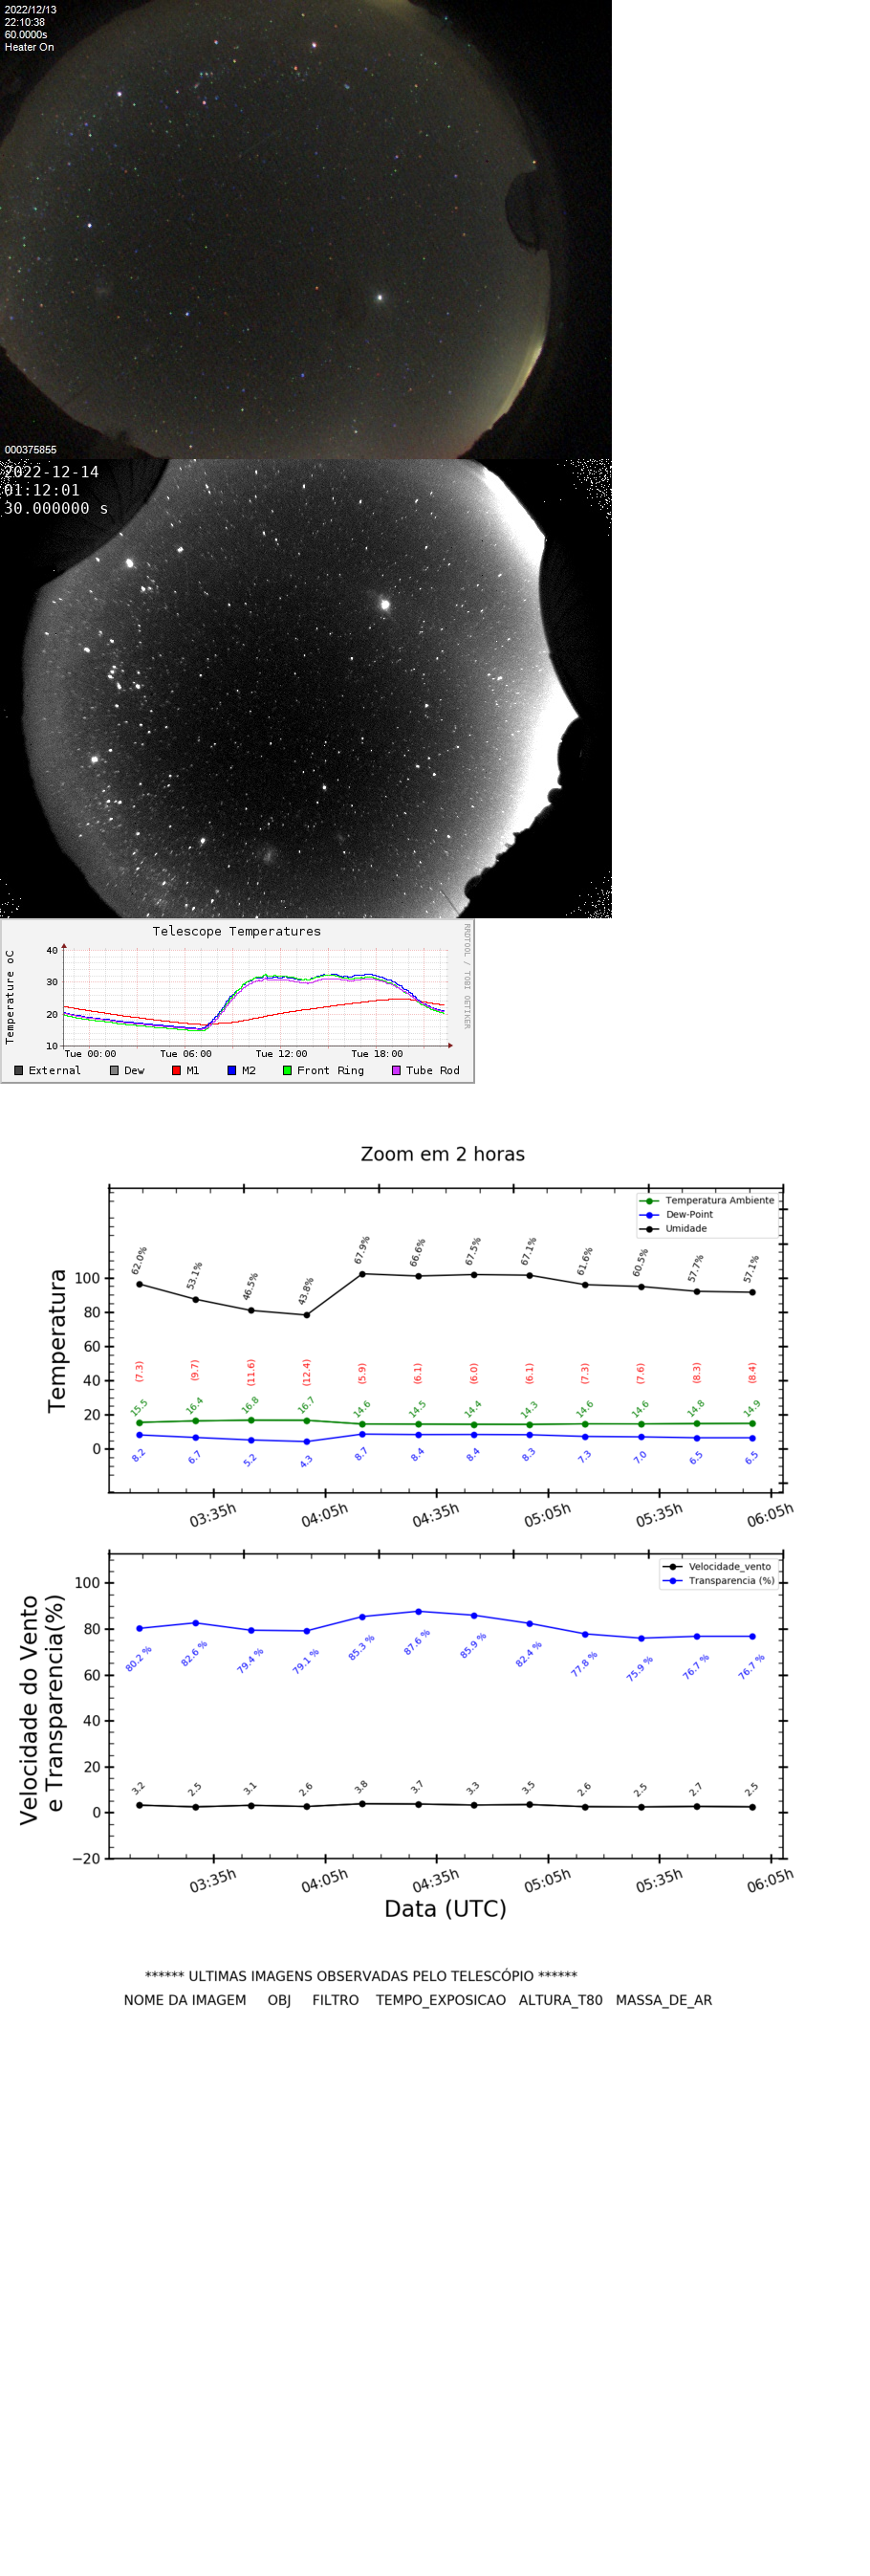 2022/12/13
22:10:38
60.0000s
Heater On
000375855
2022-12-14
01:12:01
30.000000 s
Telescope Temperatures
RRDTOOL / TOBI OETIKER
Temperature oC
40
30
20
10
Tue 00:00 Tue 06:00 Tue 12:00 Tue 18:00
External Dew M1 M2 Front Ring Tube Rod
Zoom em 2 horas
Temperatura Ambiente
Dew-Point
Umidade
Temperatura
100
80
60
40
20
0
62.0% 53.1% 46.5% 43.8% 67.9% 66.6% 67.5% 67.1% 61.6% 60.5% 57.7% 57.1%
(7.3) (9.7) (11.6) (12.4) (5.9) (6.1) (6.0) (6.1) (7.3) (7.6) (8.3) (8.4)
15.5 16.4 16.8 16.7 14.6 14.5 14.4 14.3 14.6 14.6 14.8 14.9
8.2 6.7 5.2 4.3 8.7 8.4 8.4 8.3 7.3 7.0 6.5 6.5
03:35h 04:05h 04:35h 05:05h 05:35h 06:05h
Velocidade_vento
Transparencia (%)
Velocidade do Vento
e Transparencia(%)
100
80
60
40
20
0
−20
80.2 % 82.6 % 79.4 % 79.1 % 85.3 % 87.6 % 85.9 % 82.4 % 77.8 % 75.9 % 76.7 % 76.7 %
3.2 2.5 3.1 2.6 3.8 3.7 3.3 3.5 2.6 2.5 2.7 2.5
03:35h 04:05h 04:35h 05:05h 05:35h 06:05h
Data (UTC)
****** ULTIMAS IMAGENS OBSERVADAS PELO TELESCÓPIO ******
NOME DA IMAGEM OBJ FILTRO TEMPO_EXPOSICAO ALTURA_T80 MASSA_DE_AR